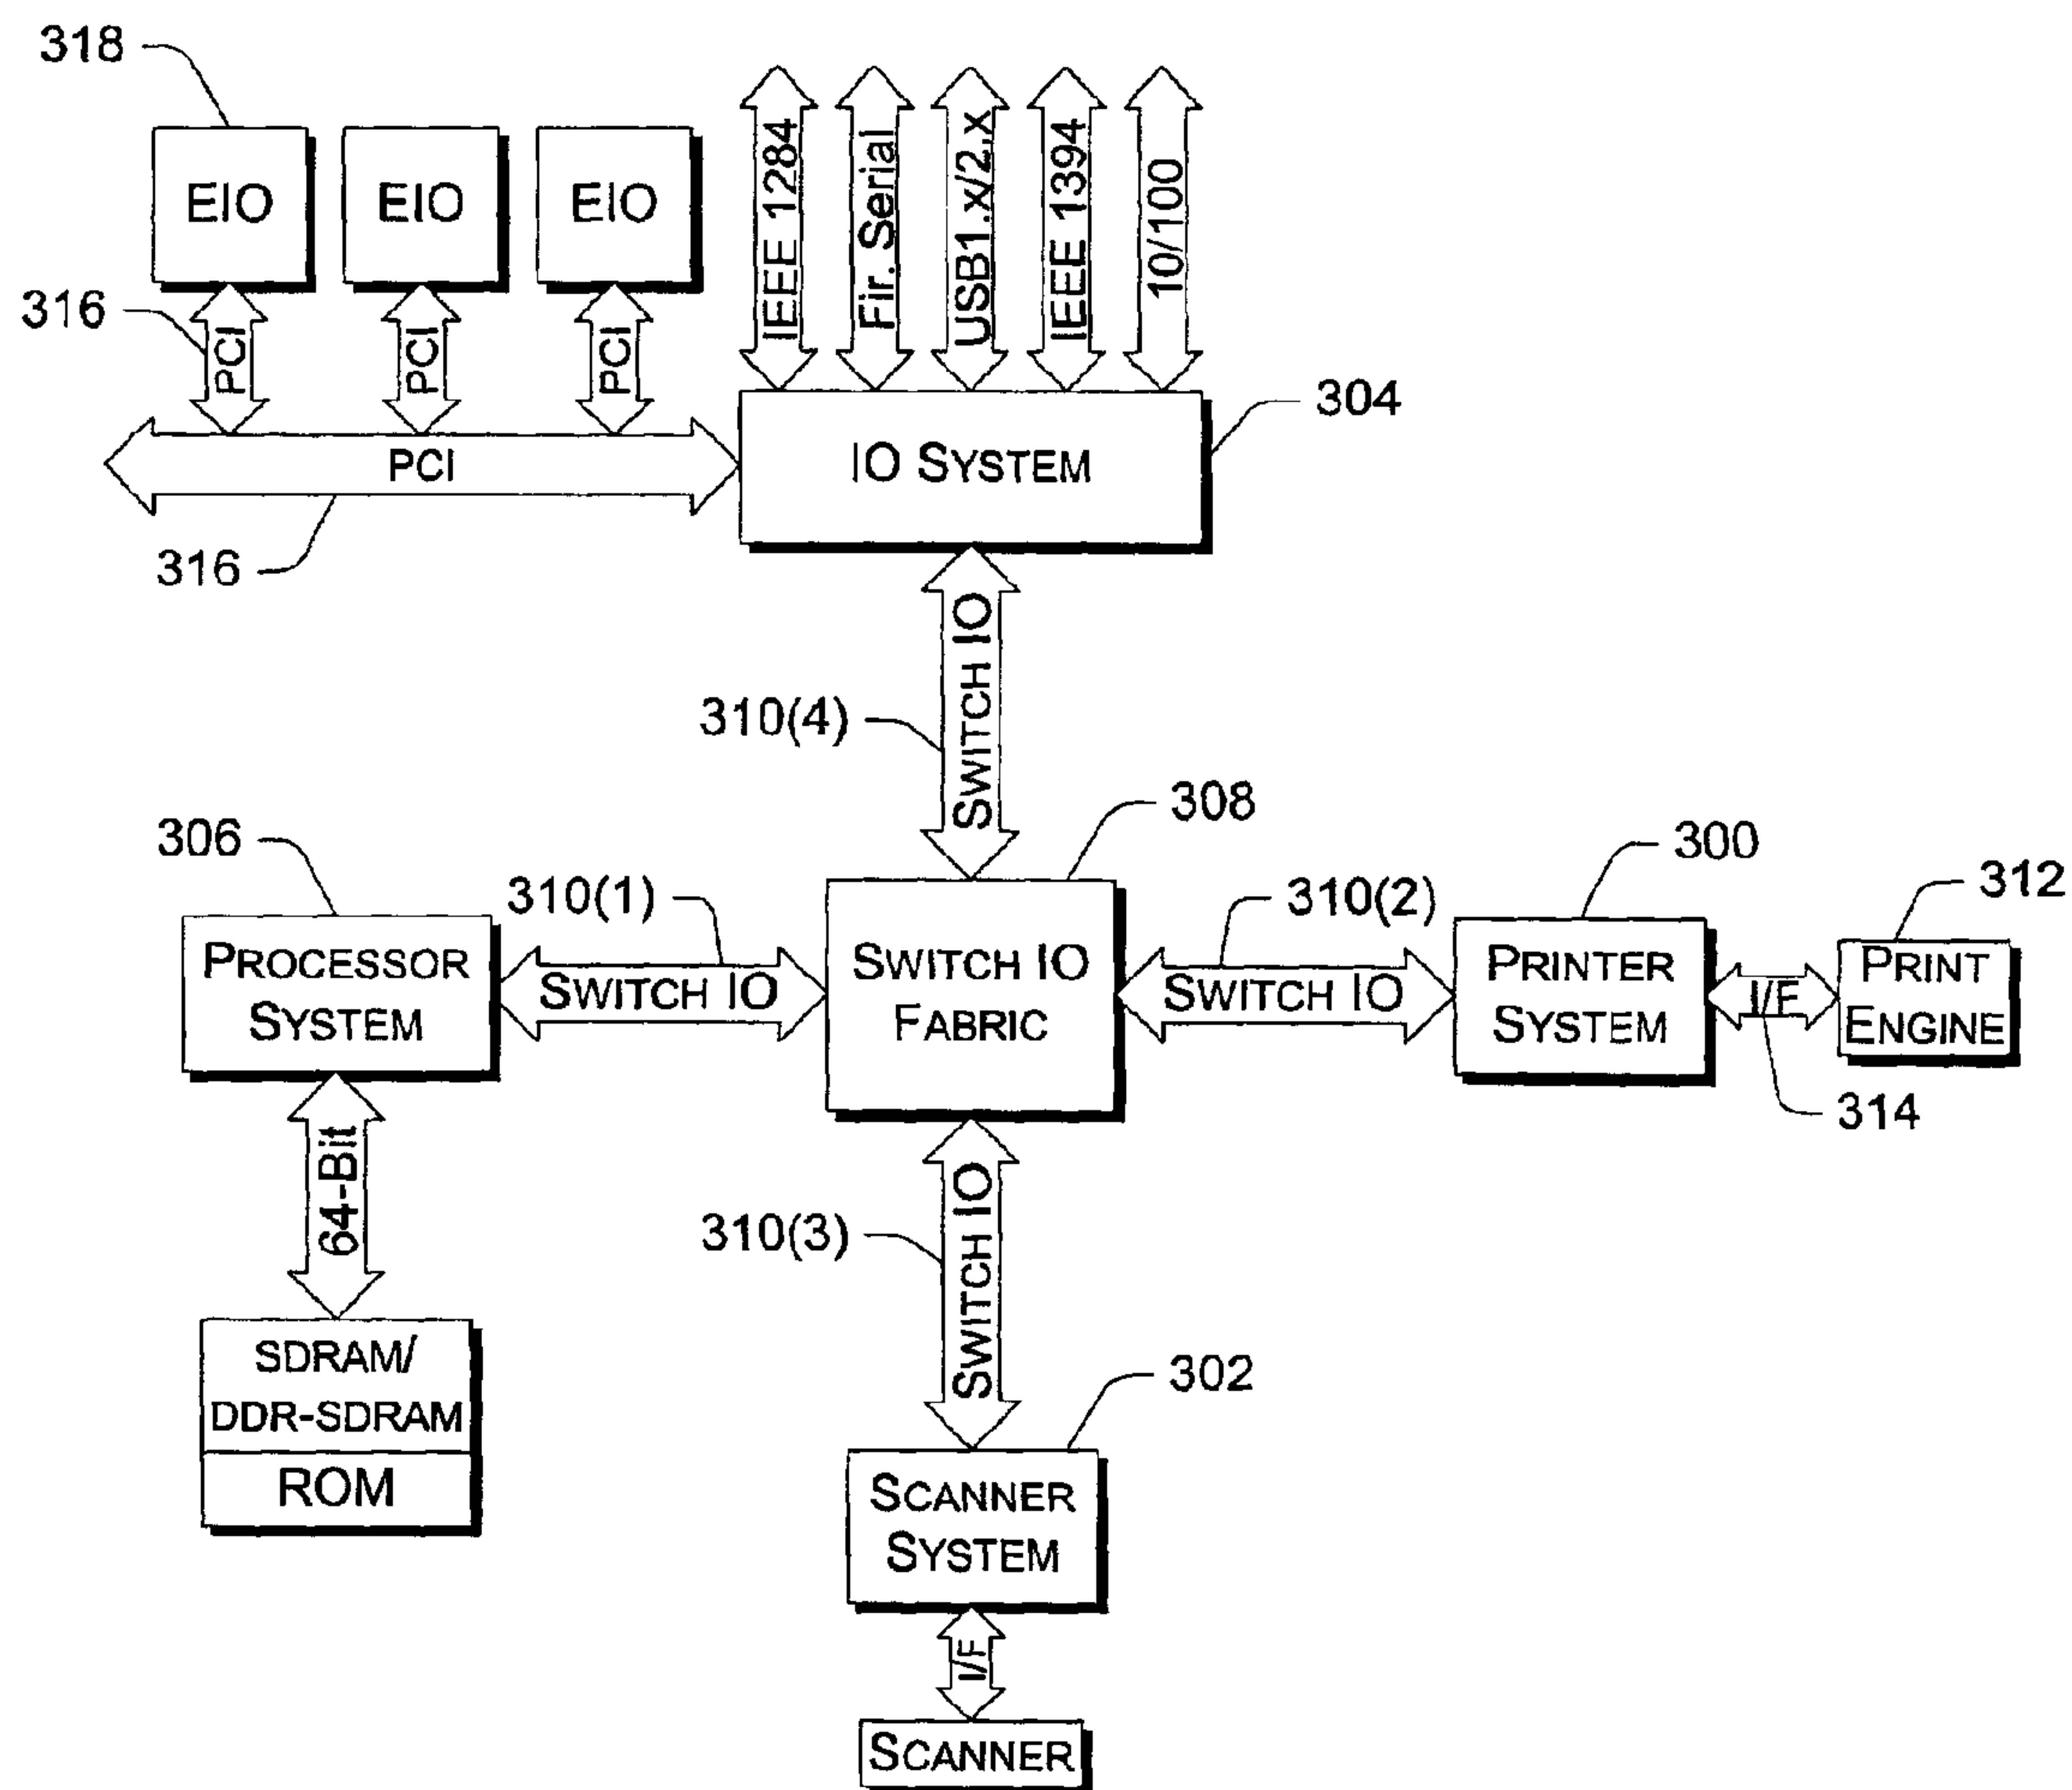 318
EIO
EIO
EIO
IEEE 1284
Fir. Serial
USB1.x/2.x
IEEE 1394
10/100
316
PCI
PCI
PCI
304
PCI
IO SYSTEM
316
SWITCH IO
310(4)
308
306
300
310(1)
310(2)
312
PROCESSOR
SYSTEM
SWITCH IO
SWITCH IO
FABRIC
SWITCH IO
PRINTER
SYSTEM
I/F
PRINT
ENGINE
314
64-Bit
310(3)
SWITCH IO
SDRAM/
DDR-SDRAM
ROM
302
SCANNER
SYSTEM
I/F
SCANNER